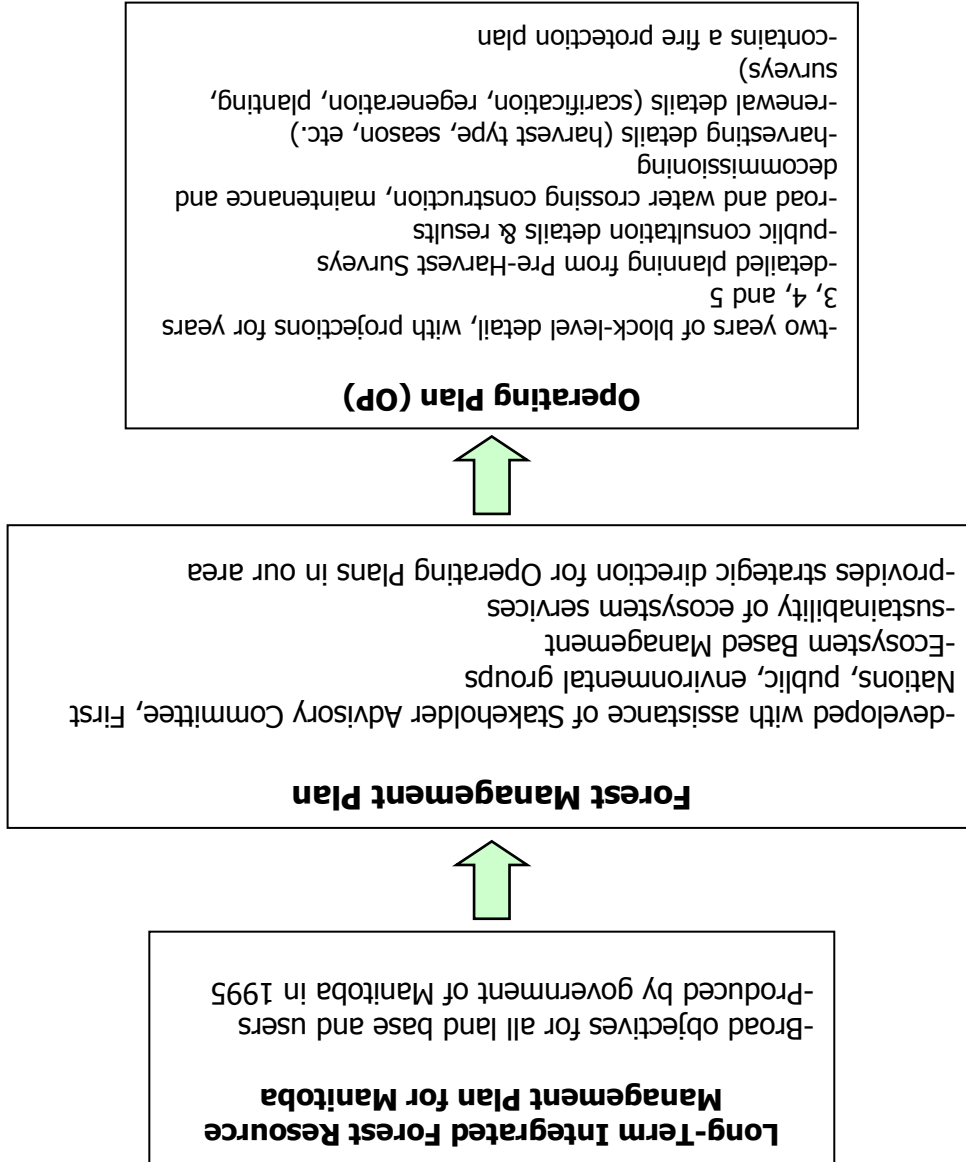 Long-Term Integrated Forest Resource
Management Plan for Manitoba
-Broad objectives for all land base and users
-Produced by government of Manitoba in 1995
Forest Management Plan
-developed with assistance of Stakeholder Advisory Committee, First
Nations, public, environmental groups
-Ecosystem Based Management
-sustainability of ecosystem services
-provides strategic direction for Operating Plans in our area
Operating Plan (OP)
-two years of block-level detail, with projections for years
3, 4, and 5
-detailed planning from Pre-Harvest Surveys
-public consultation details & results
-road and water crossing construction, maintenance and
decommissioning
-harvesting details (harvest type, season, etc.)
-renewal details (scarification, regeneration, planting,
surveys)
-contains a fire protection plan